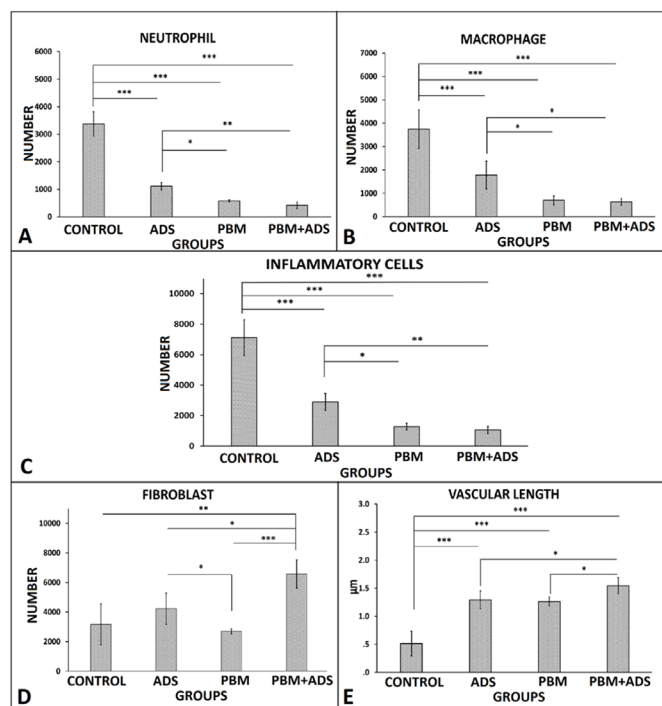 NEUTROPHIL
6000
5000
4000
3000
2000
1000
0
NUMBER
***
***
***
**
*
CONTROL ADS PBM PBM+ADS
GROUPS
A
MACROPHAGE
7000
6000
5000
4000
3000
2000
1000
0
NUMBER
***
***
***
*
*
CONTROL ADS PBM PBM+ADS
GROUPS
B
INFLAMMATORY CELLS
10000
8000
6000
4000
2000
0
NUMBER
***
***
***
**
*
CONTROL ADS PBM PBM+ADS
GROUPS
C
FIBROBLAST
10000
8000
6000
4000
2000
0
NUMBER
**
*
***
*
CONTROL ADS PBM PBM+ADS
GROUPS
D
VASCULAR LENGTH
3.0
2.5
2.0
1.5
1.0
.5
.0
µm
***
***
***
*
*
CONTROL ADS PBM PBM+ADS
GROUPS
E